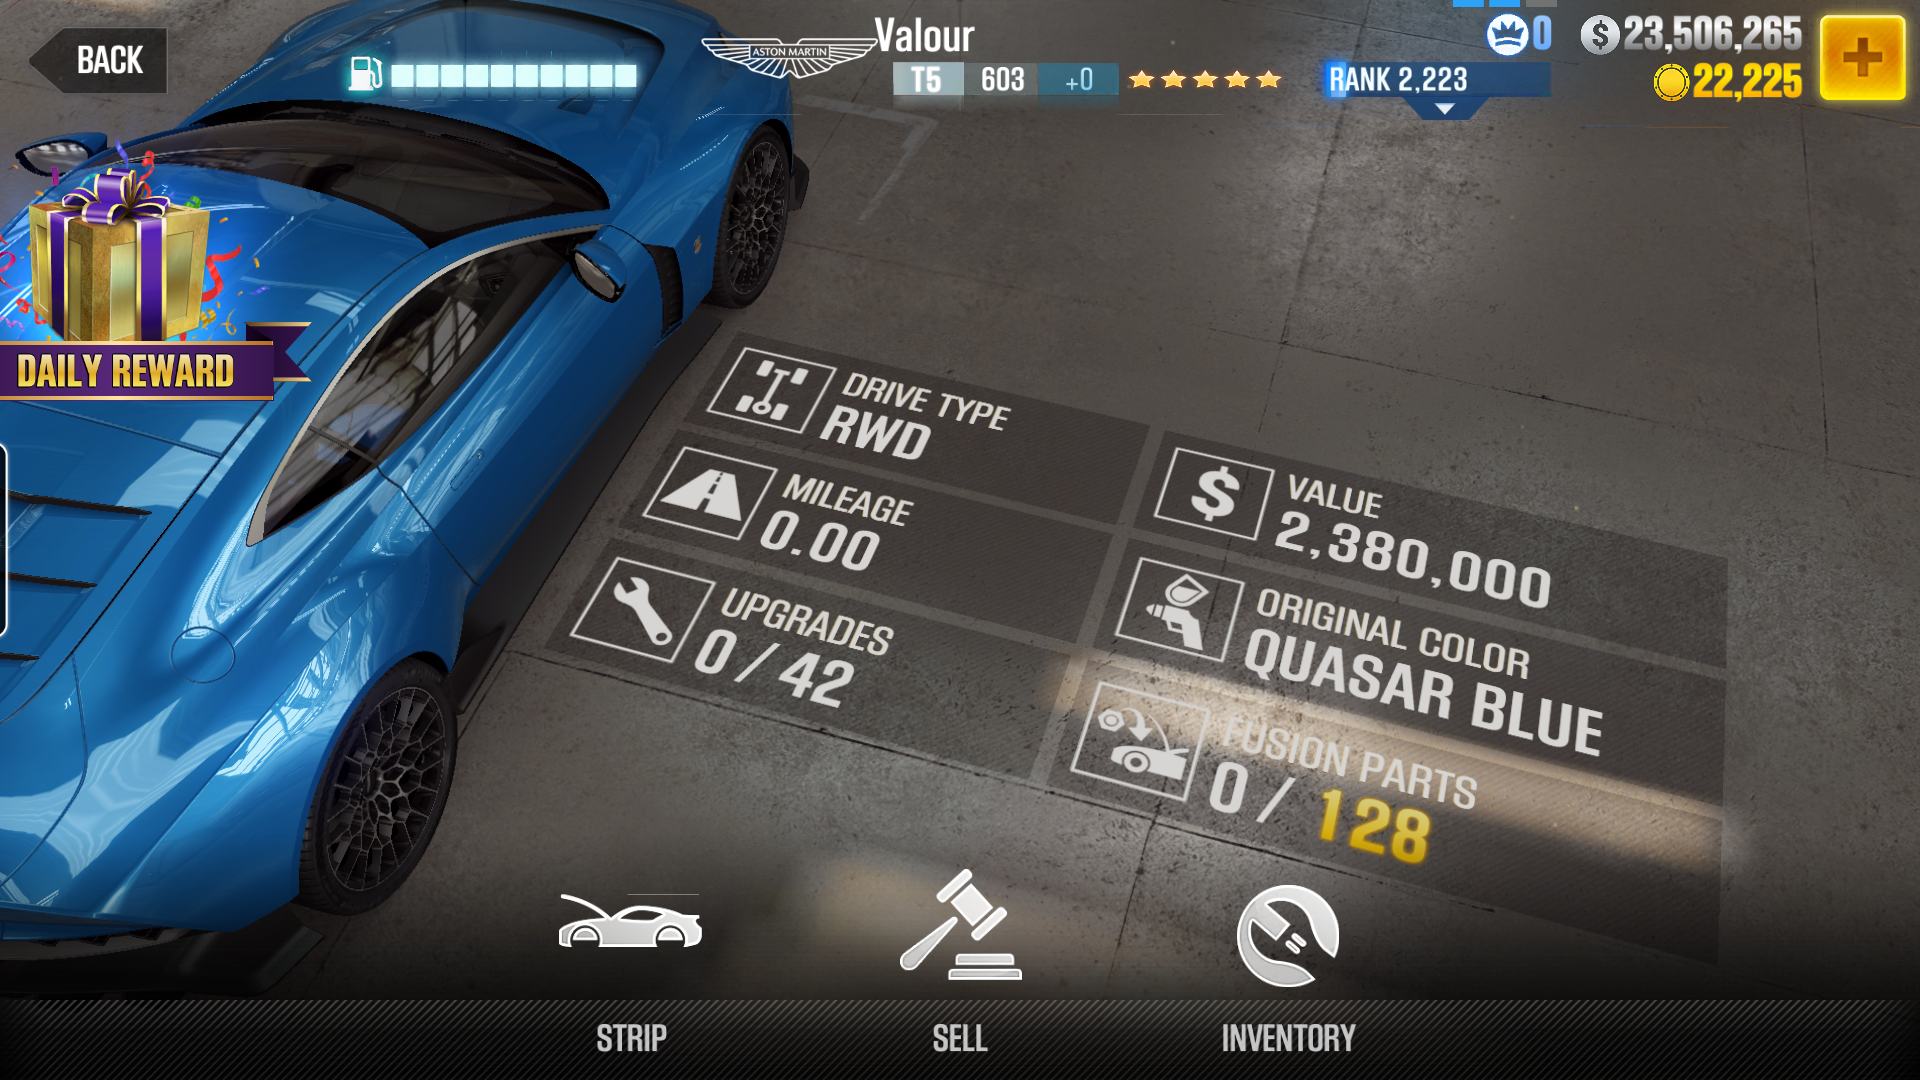 BACK
ASTON MARTIN
Valour
T5 603 +0
RANK 2,223
0
23,506,265
22,225
DAILY REWARD
DRIVE TYPE
RWD
MILEAGE
0.00
UPGRADES
0/42
VALUE
2,380,000
ORIGINAL COLOR
QUASAR BLUE
FUSION PARTS
0/128
STRIP
SELL
INVENTORY